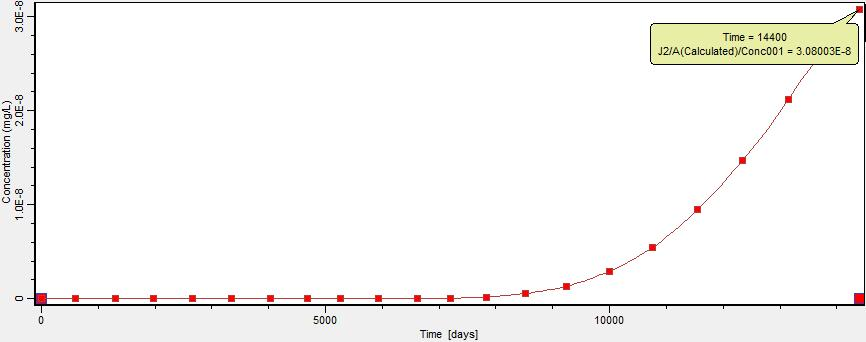 3.0E-8
2.0E-8
1.0E-8
0
Concentration (mg/L)
Time = 14400
J2/A(Calculated)/Conc001 = 3.08003E-8
0 5000 10000
Time [days]